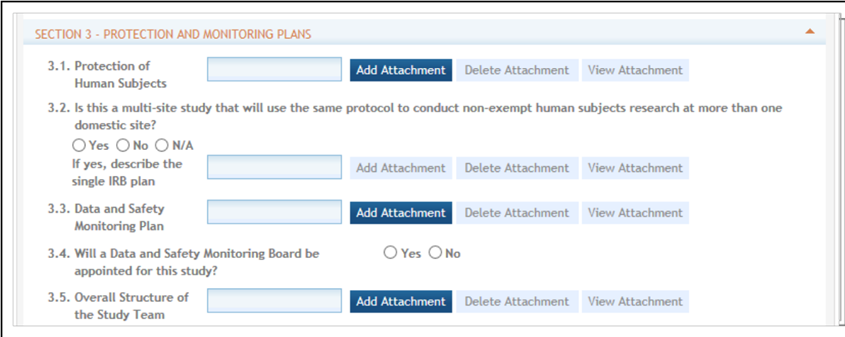 SECTION 3 - PROTECTION AND MONITORING PLANS
3.1. Protection of
Human Subjects
Add Attachment Delete Attachment View Attachment
3.2. Is this a multi-site study that will use the same protocol to conduct non-exempt human subjects research at more than one
domestic site?
Yes No N/A
If yes, describe the
single IRB plan
Add Attachment Delete Attachment View Attachment
3.3. Data and Safety
Monitoring Plan
Add Attachment Delete Attachment View Attachment
3.4. Will a Data and Safety Monitoring Board be
appointed for this study?
Yes No
3.5. Overall Structure of
the Study Team
Add Attachment Delete Attachment View Attachment